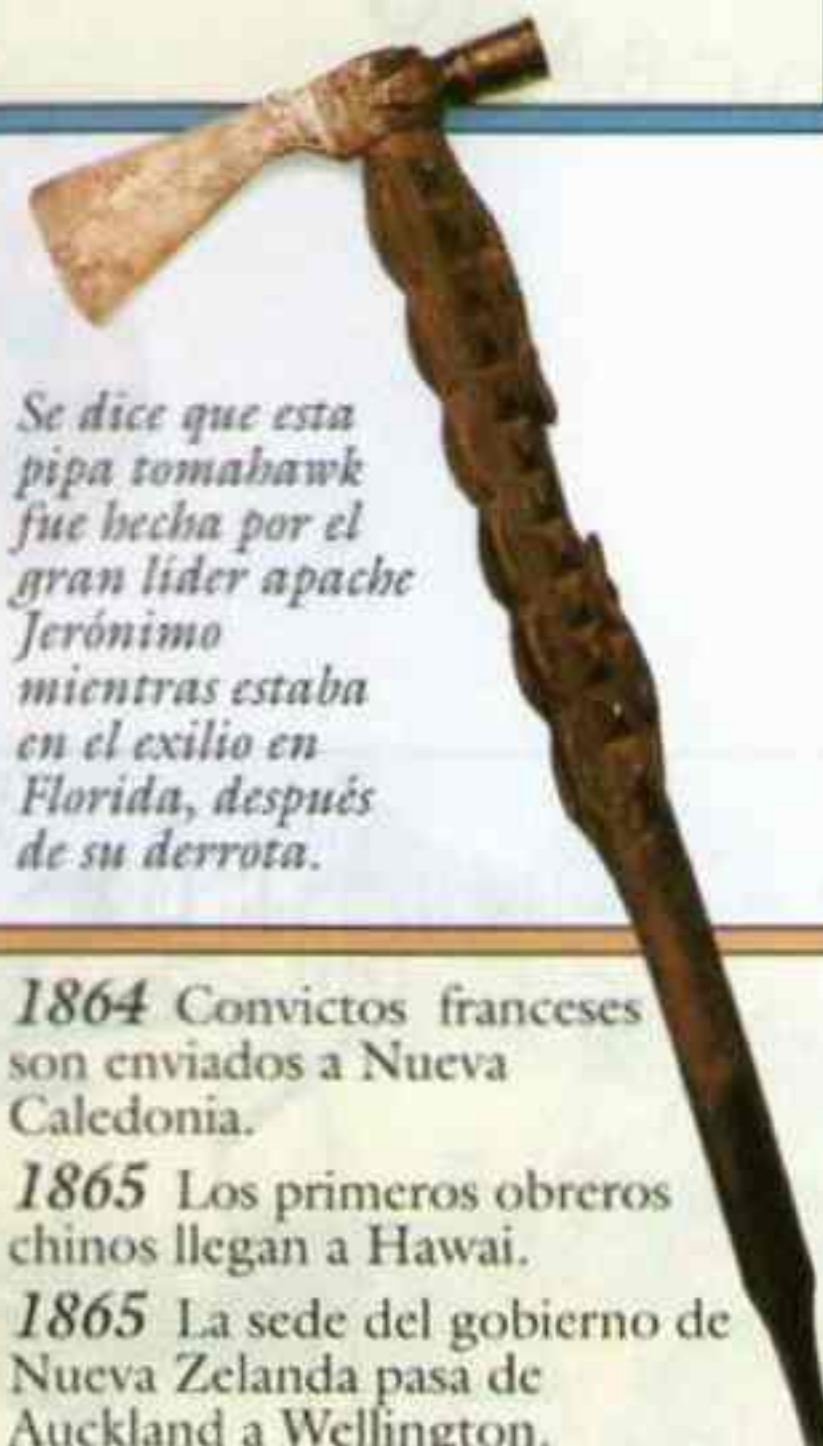 Se dice que esta
pipa tomahawk
fue hecha por el
gran líder apache
Jerónimo
mientras estaba
en el exilio en
Florida, después
de su derrota.
1864 Convictos franceses
son enviados a Nueva
Caledonia.
1865 Los primeros obreros
chinos llegan a Hawai.
1865 La sede del gobierno de
Nueva Zelanda pasa de
Auckland a Wellington.